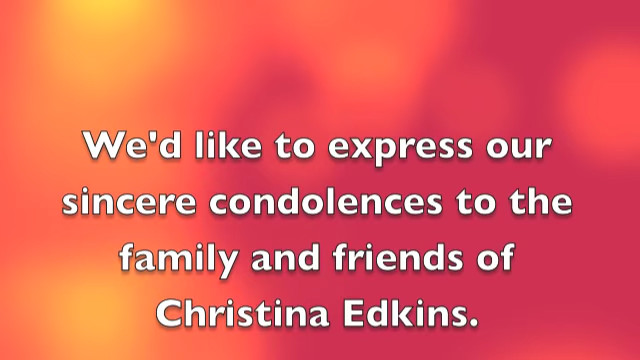 We'd like to express our
sincere condolences to the
family and friends of
Christina Edkins.